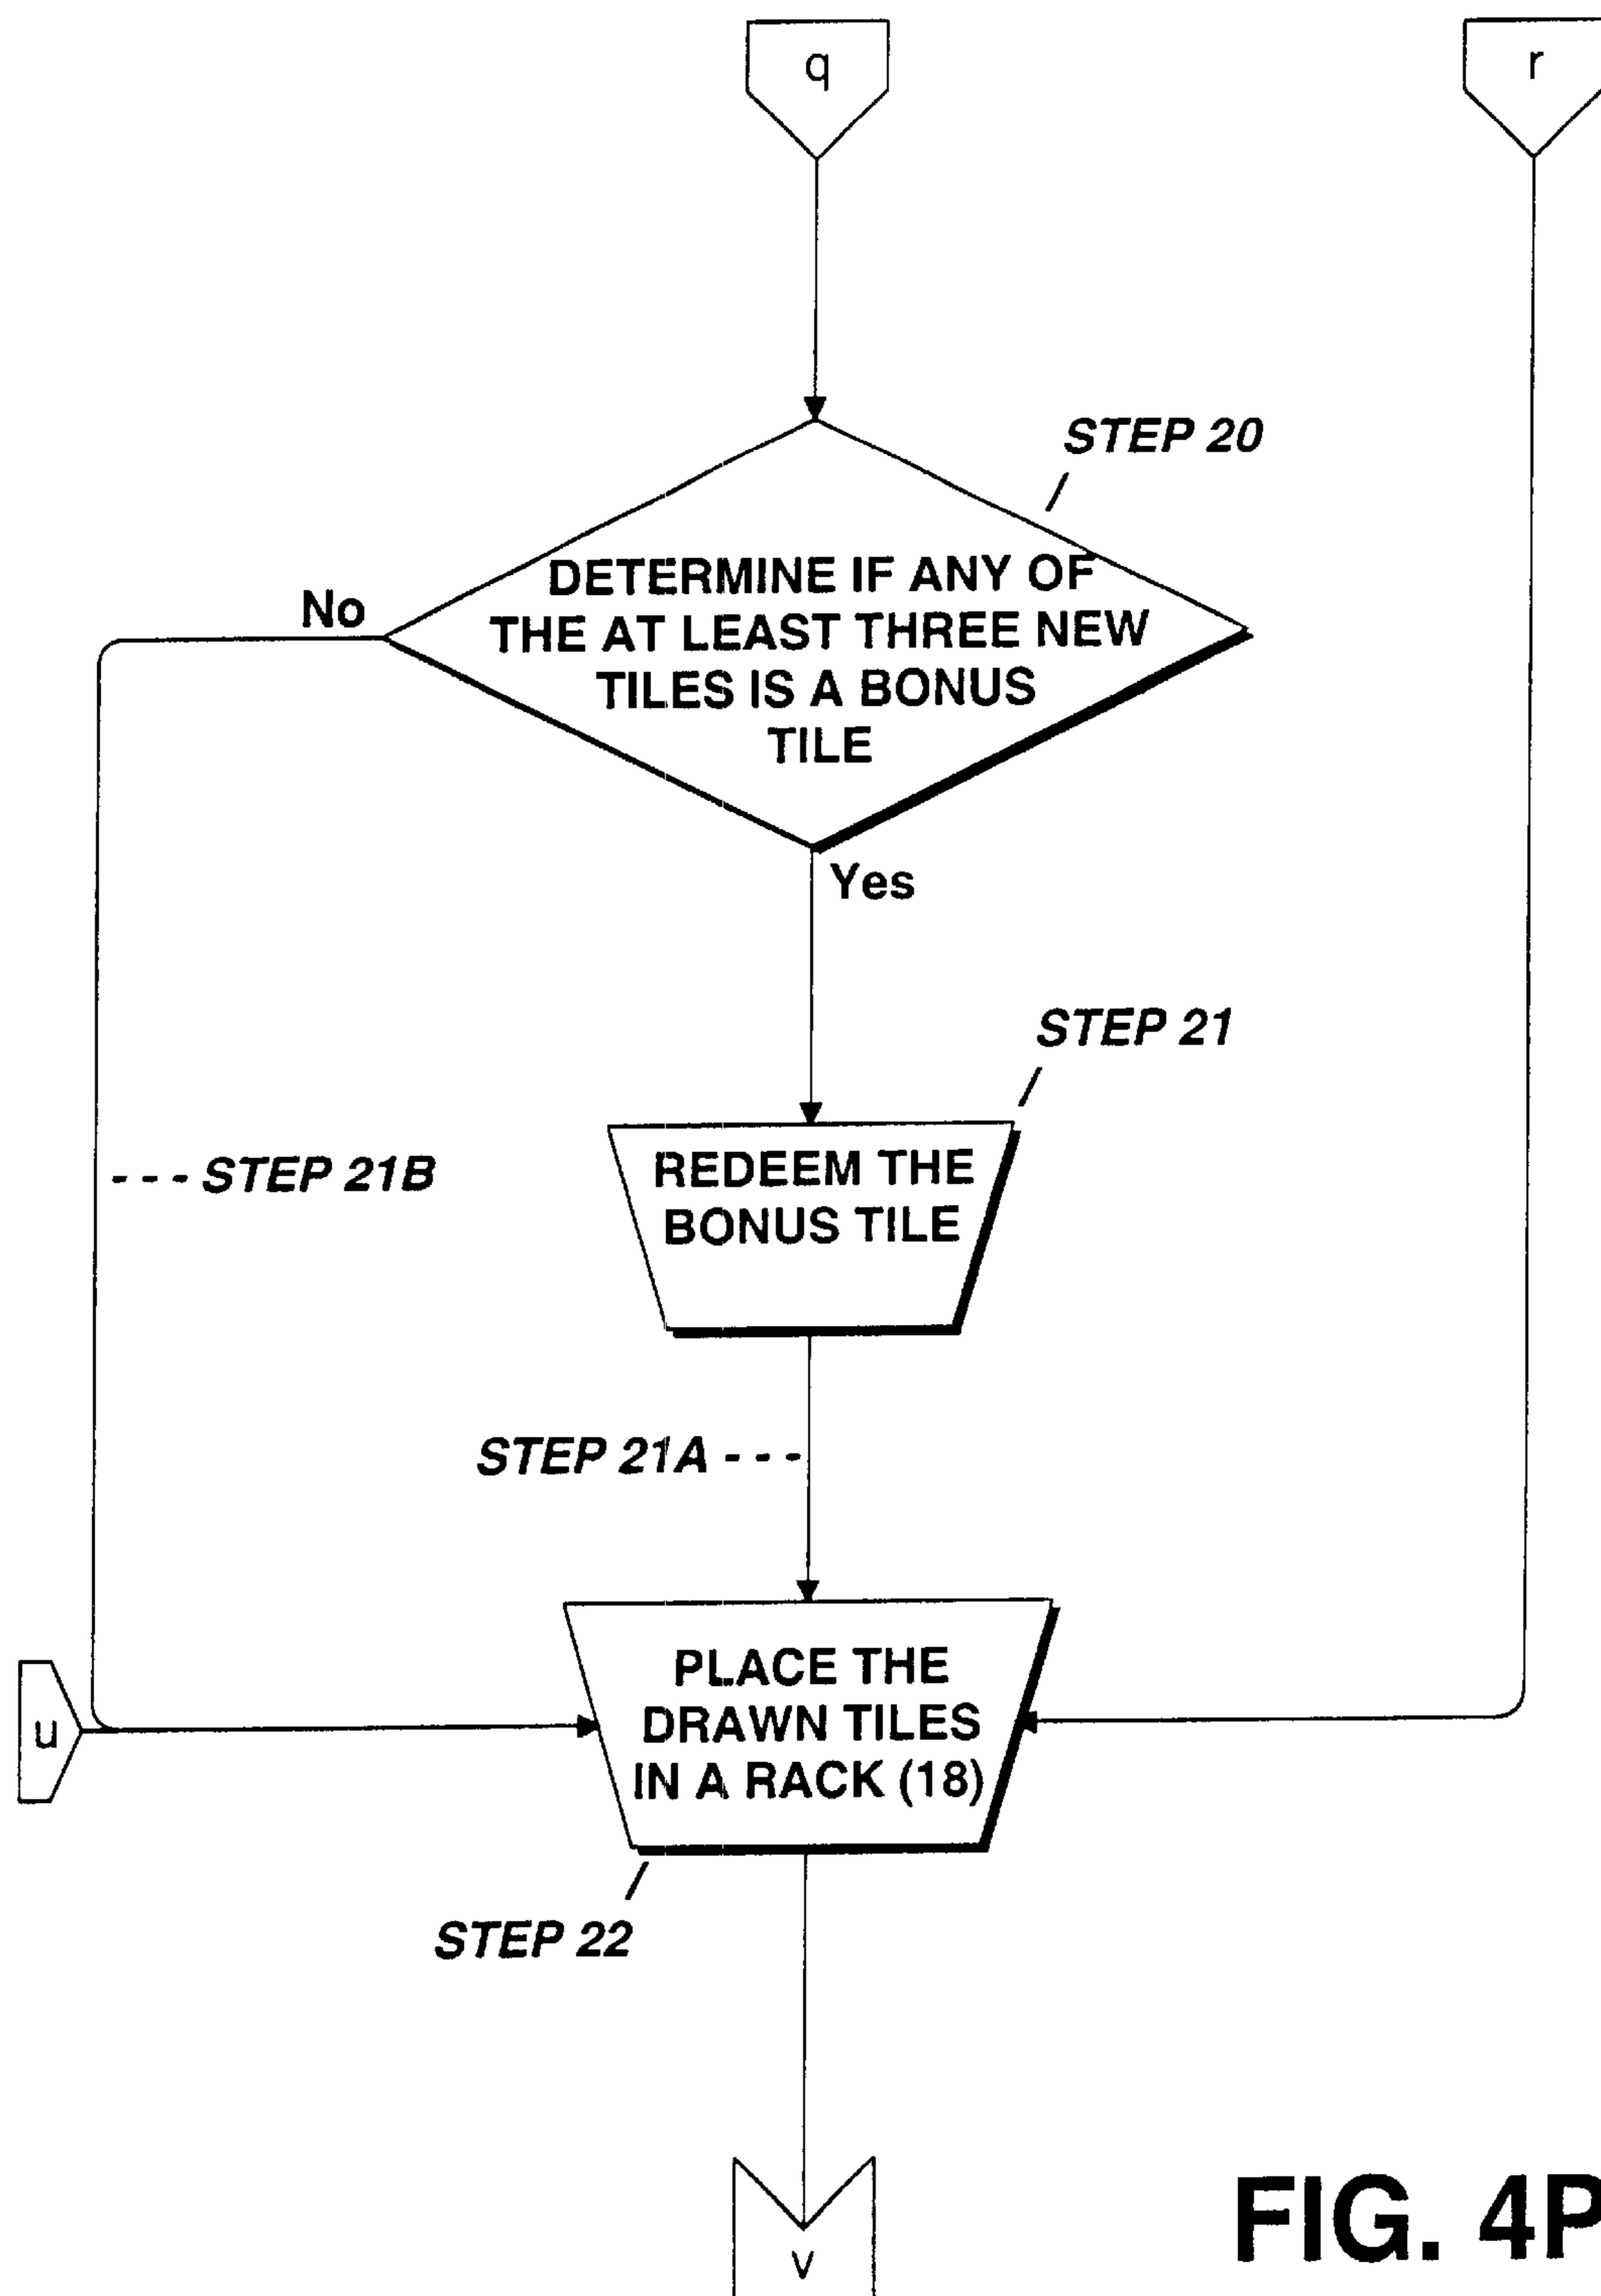 q
r
STEP 20
No
DETERMINE IF ANY OF
THE AT LEAST THREE NEW
TILES IS A BONUS
TILE
Yes
STEP 21
--- STEP 21B
REDEEM THE
BONUS TILE
STEP 21A ---
u
PLACE THE
DRAWN TILES
IN A RACK (18)
STEP 22
v
FIG. 4P